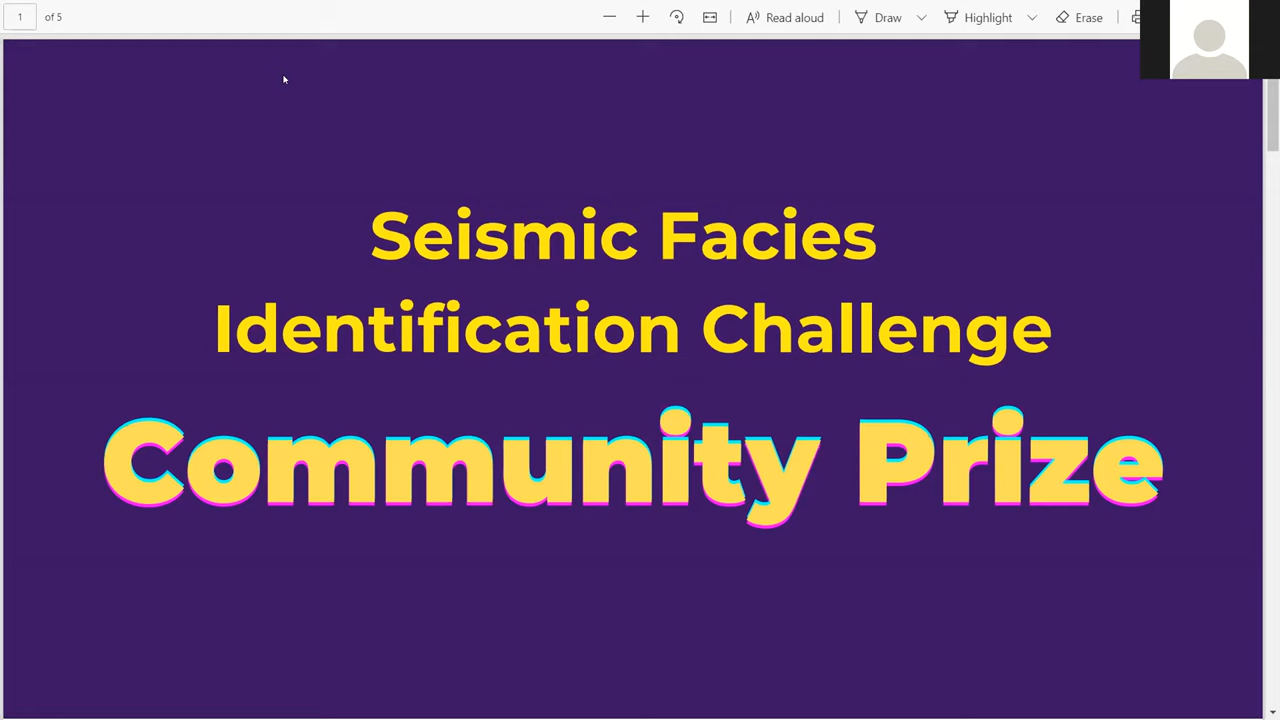 1 of 5 Read aloud Draw Highlight Erase
Seismic Facies
Identification Challenge
Community Prize